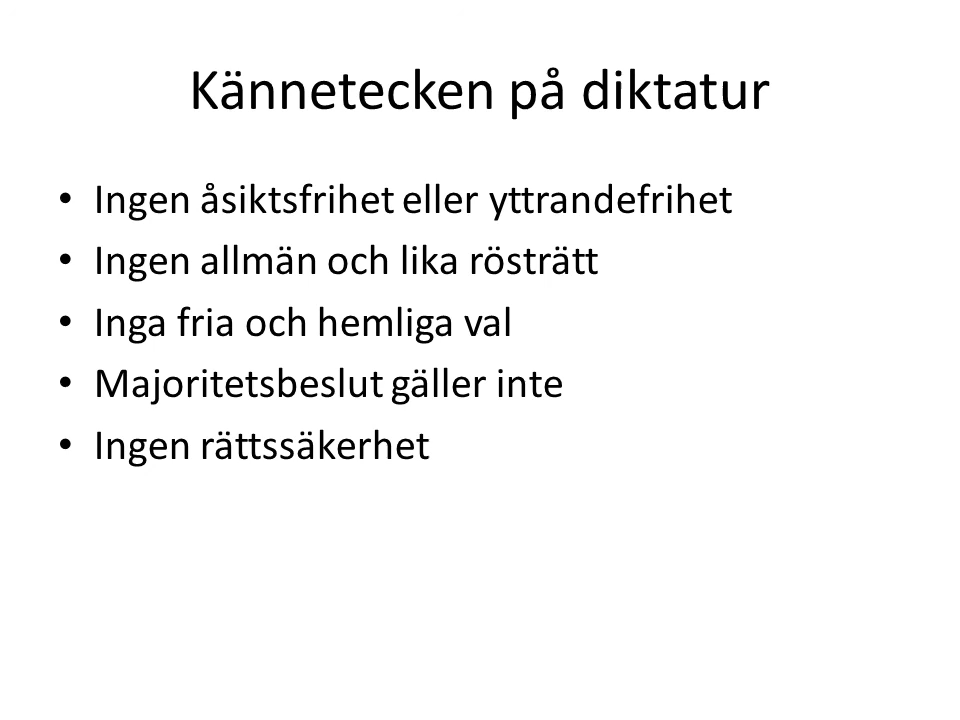 Kännetecken på diktatur
• Ingen åsiktsfrihet eller yttrandefrihet
• Ingen allmän och lika rösträtt
• Inga fria och hemliga val
• Majoritetsbeslut gäller inte
• Ingen rättssäkerhet